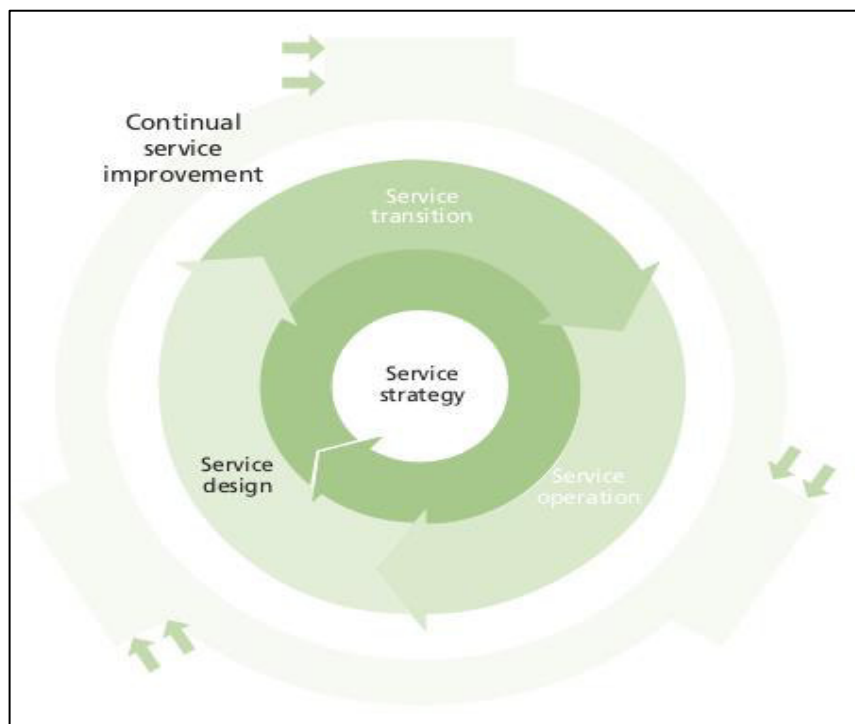 Continual
service
improvement
Service
transition
Service
strategy
Service
design
Service
operation